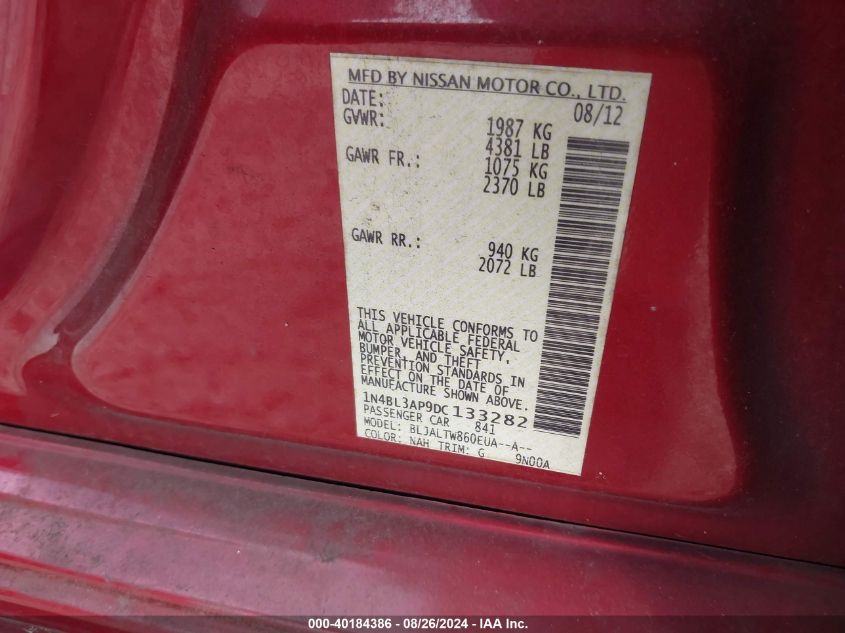 MFD BY NISSAN MOTOR CO., LTD.
DATE: 08/12
GVWR: 1987 KG
4381 LB
GAWR FR.: 1075 KG
2370 LB
GAWR RR.: 940 KG
2072 LB
THIS VEHICLE CONFORMS TO
ALL APPLICABLE FEDERAL
MOTOR VEHICLE SAFETY,
BUMPER, AND THEFT
PREVENTION STANDARDS IN
EFFECT ON THE DATE OF
MANUFACTURE SHOWN ABOVE.
1N4BL3AP9DC133282
PASSENGER CAR 841
MODEL: BLJALTW860EUA--A--
COLOR: NAH TRIM: G 9N00A
000-40184386 - 08/26/2024 - IAA Inc.